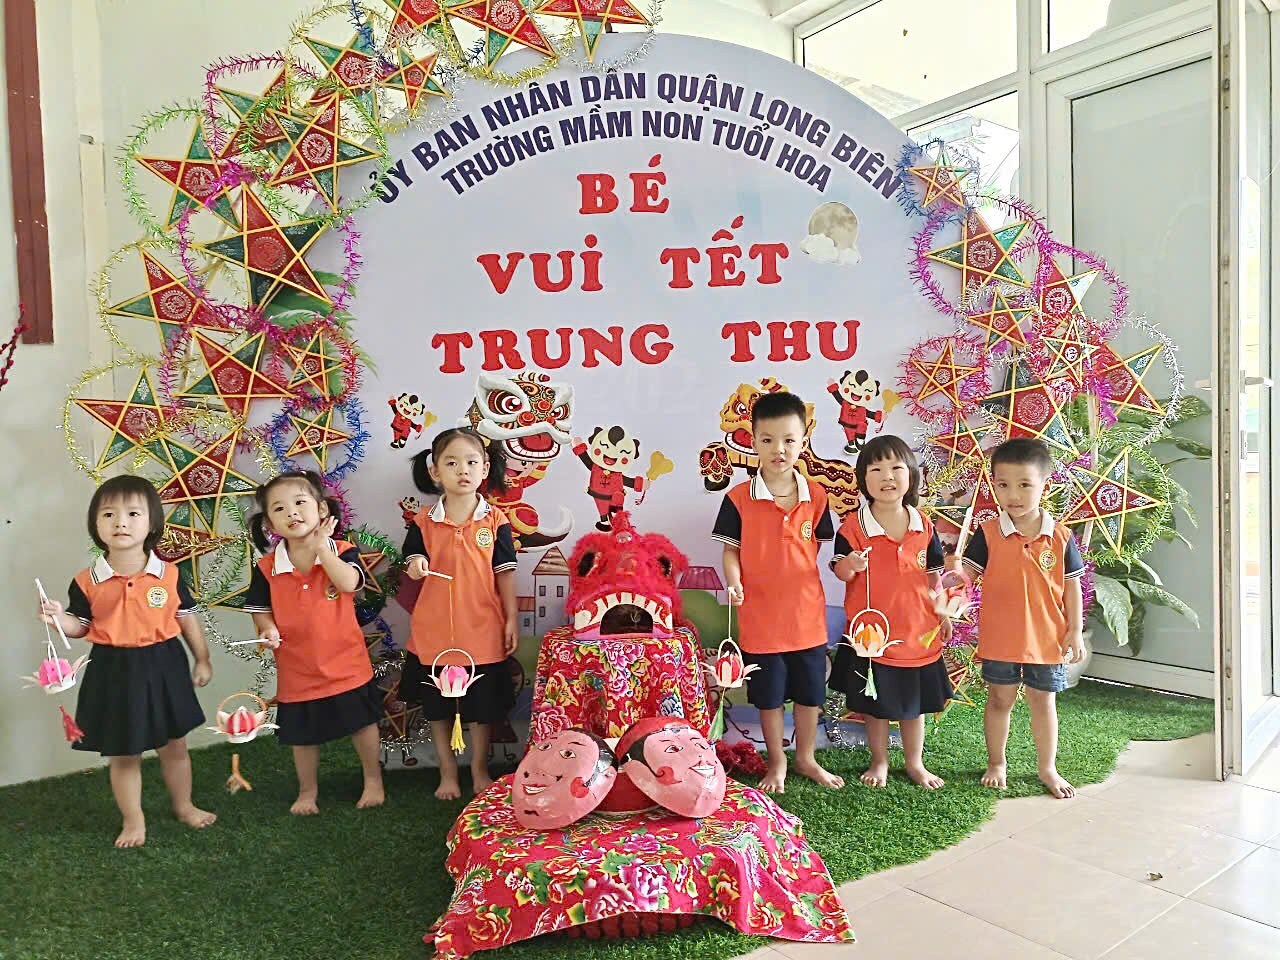 ỦY BAN NHÂN DÂN QUẬN LONG BIÊN
TRƯỜNG MẦM NON TUỔI HOA
BÉ
VUI TẾT
TRUNG THU